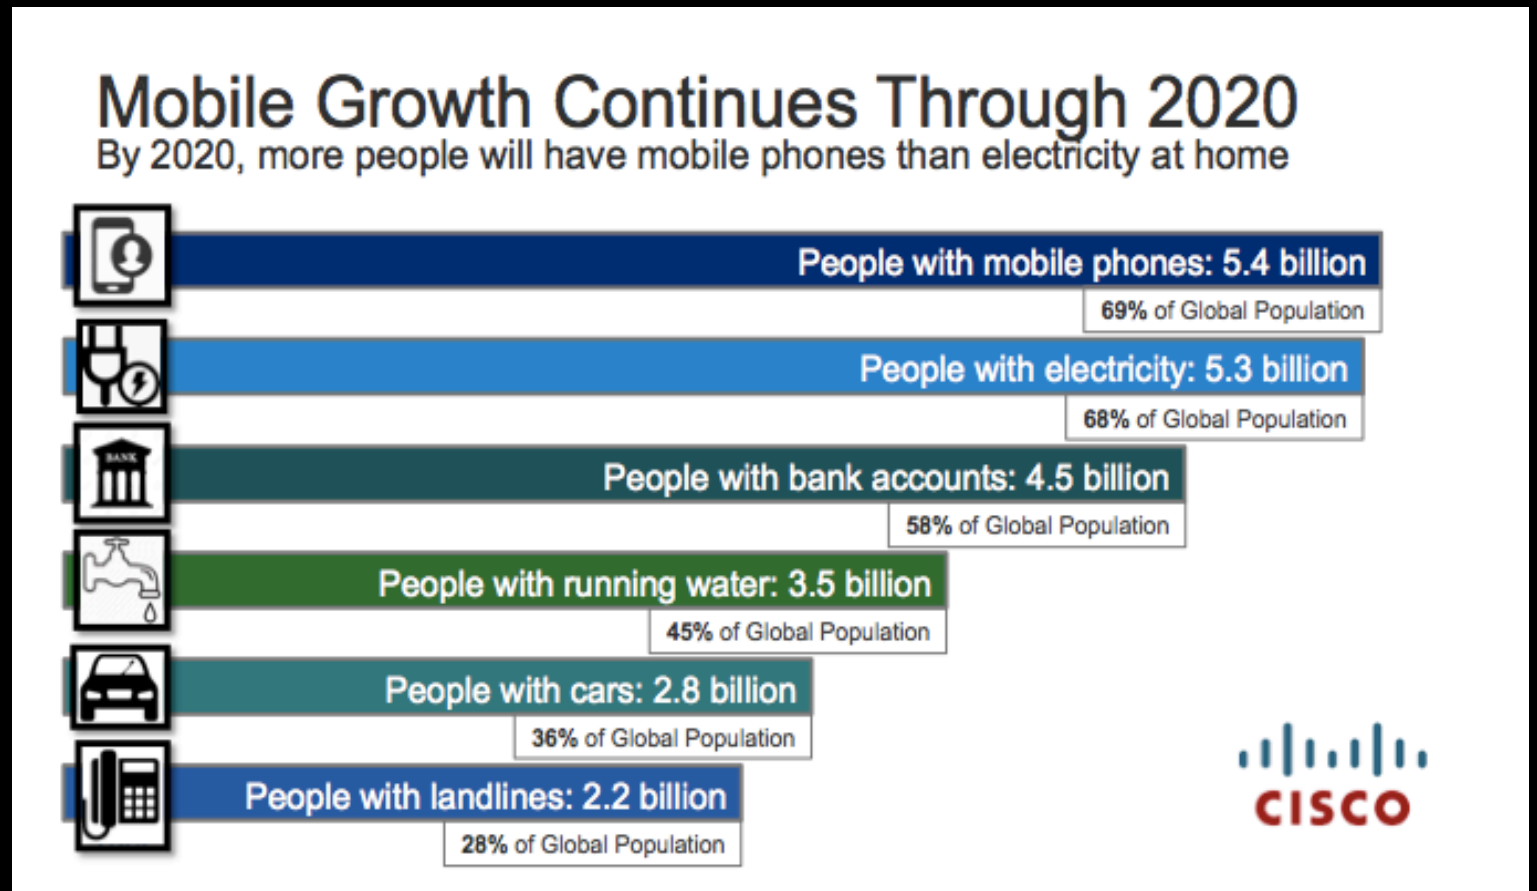 Mobile Growth Continues Through 2020
By 2020, more people will have mobile phones than electricity at home
People with mobile phones: 5.4 billion
69% of Global Population
People with electricity: 5.3 billion
68% of Global Population
BANK
People with bank accounts: 4.5 billion
58% of Global Population
People with running water: 3.5 billion
45% of Global Population
People with cars: 2.8 billion
36% of Global Population
People with landlines: 2.2 billion
28% of Global Population
CISCO